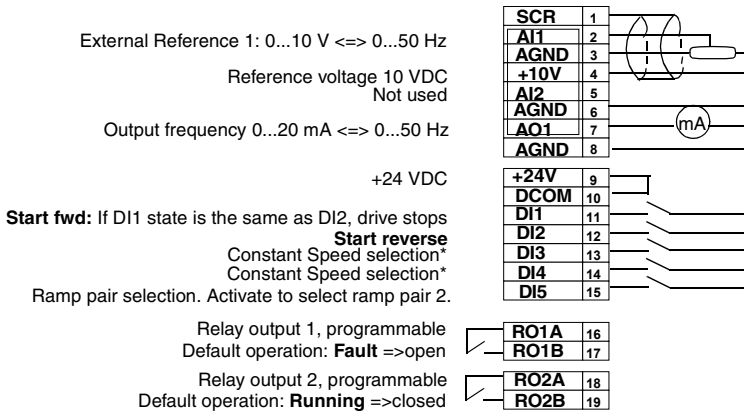 SCR 1
External Reference 1: 0...10 V <=> 0...50 Hz AI1 2
AGND 3
Reference voltage 10 VDC +10V 4
Not used AI2 5
AGND 6
Output frequency 0...20 mA <=> 0...50 Hz AO1 7
mA
AGND 8
+24 VDC +24V 9
DCOM 10
Start fwd: If DI1 state is the same as DI2, drive stops DI1 11
Start reverse DI2 12
Constant Speed selection* DI3 13
Constant Speed selection* DI4 14
Ramp pair selection. Activate to select ramp pair 2. DI5 15
Relay output 1, programmable RO1A 16
Default operation: Fault =>open RO1B 17
Relay output 2, programmable RO2A 18
Default operation: Running =>closed RO2B 19